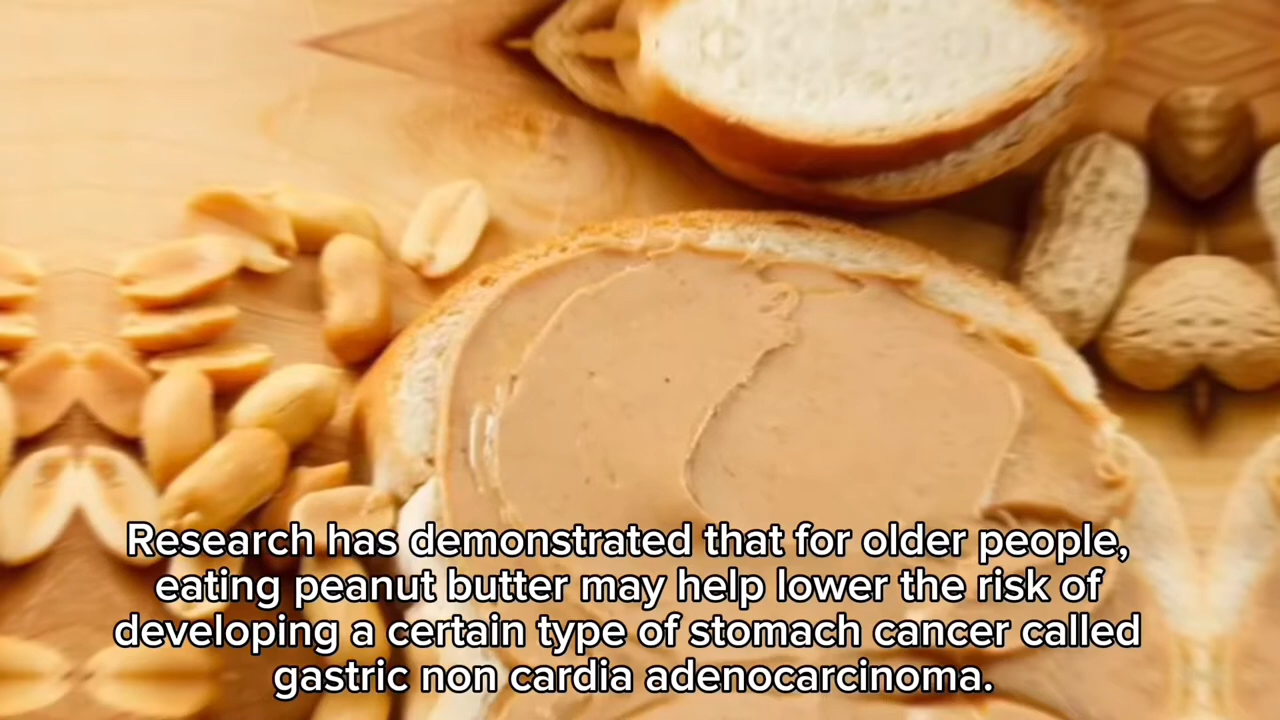 Research has demonstrated that for older people,
eating peanut butter may help lower the risk of
developing a certain type of stomach cancer called
gastric non cardia adenocarcinoma.